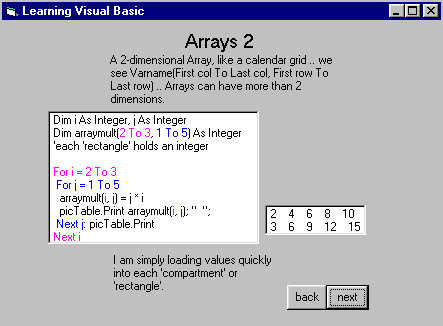 Learning Visual Basic
Arrays 2
A 2-dimensional Array, like a calendar grid .. we
see Varname(First col To Last col, First row To
Last row) .. Arrays can have more than 2
dimensions.
Dim i As Integer, j As Integer
Dim arraymult(2 To 3, 1 To 5) As Integer
'each 'rectangle' holds an integer
For i = 2 To 3
For j = 1 To 5
arraymult(i, j) = j * i
picTable.Print arraymult(i, j); "  ";
Next j: picTable.Print
Next i
2 4 6 8 10
3 6 9 12 15
I am simply loading values quickly
into each 'compartment' or
'rectangle'.
back next